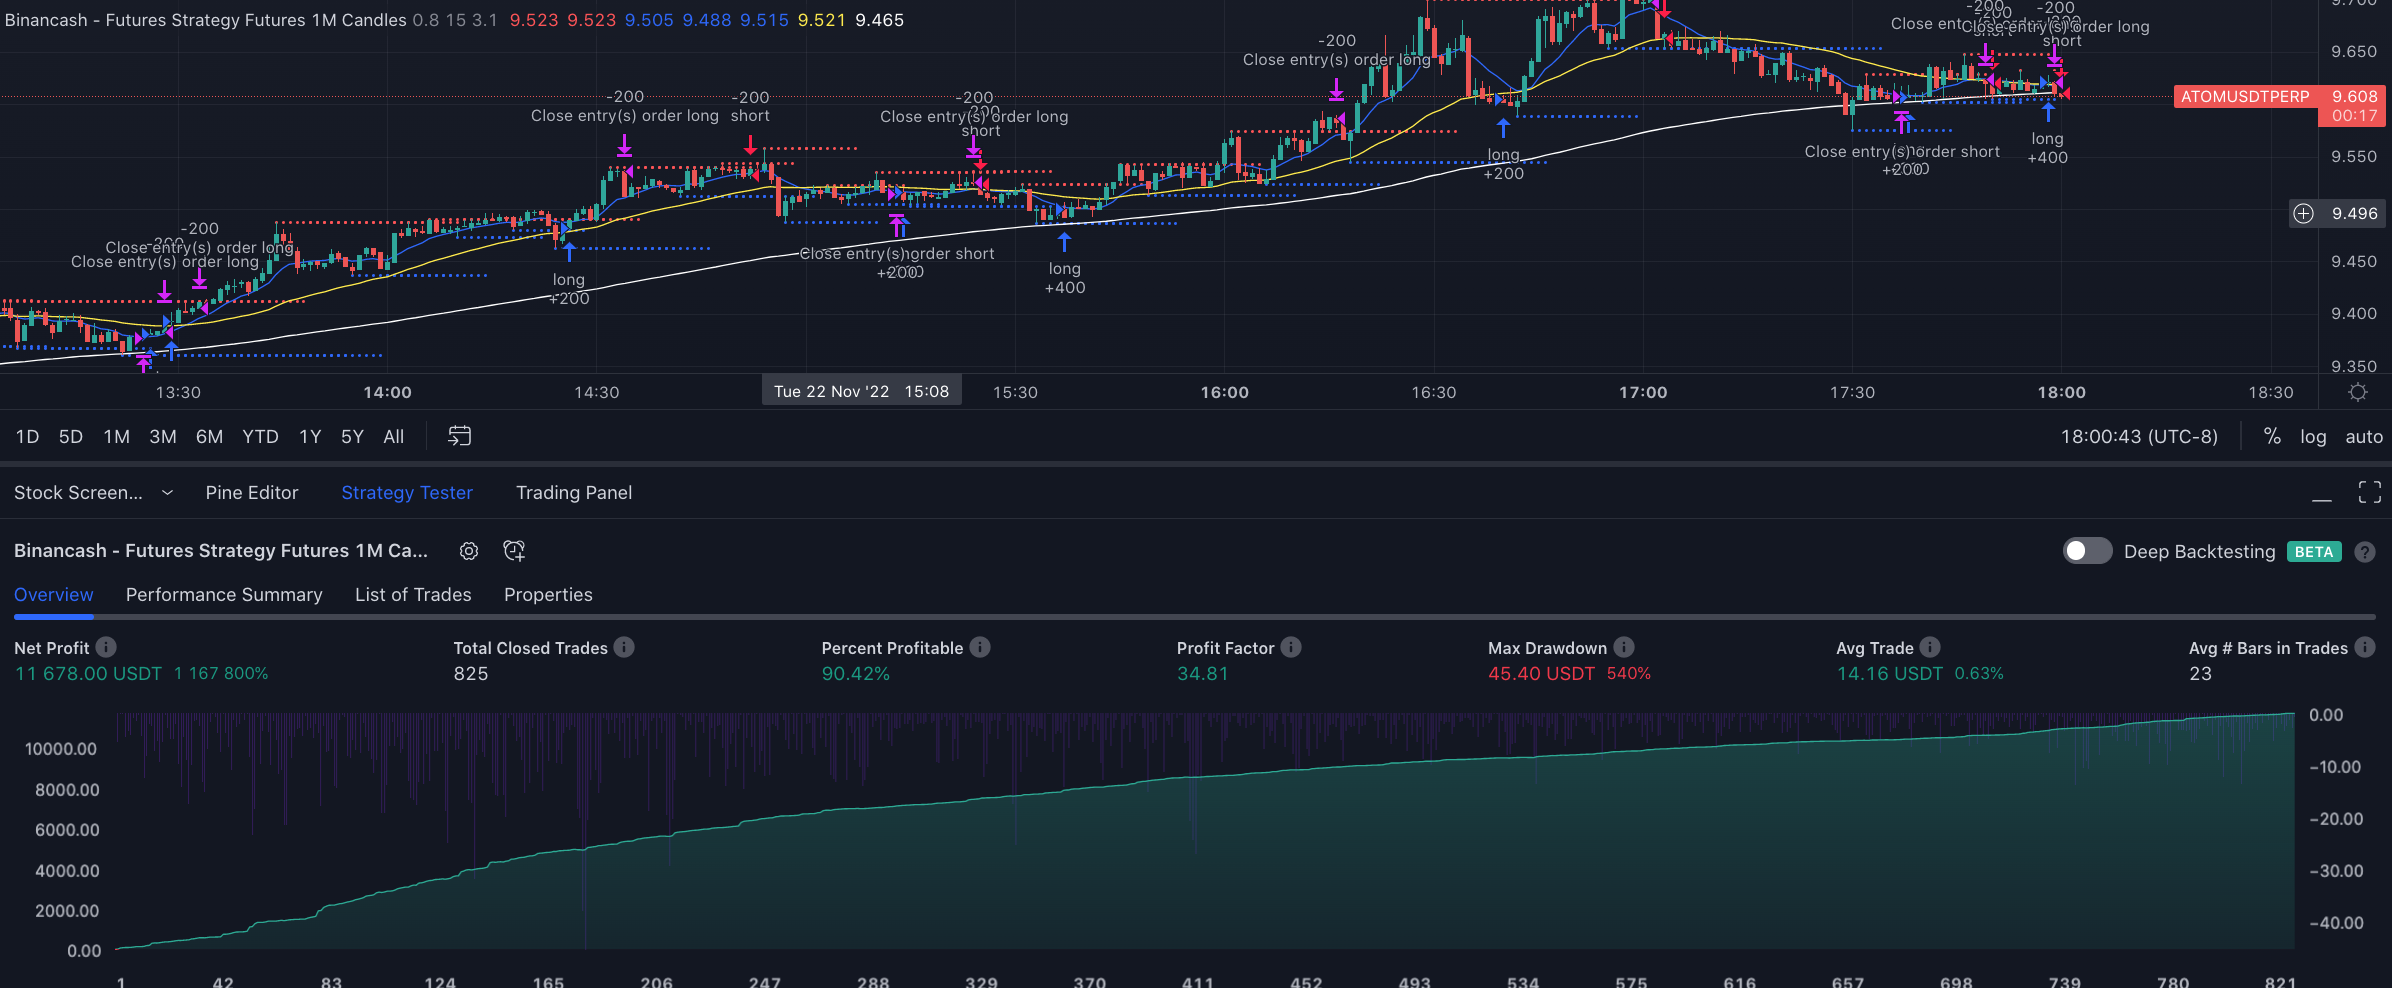 Binancash - Futures Strategy Futures 1M Candles 0.8 15 3.1 9.523 9.523 9.505 9.488 9.515 9.521 9.465
-200
Close entry(s) order long
-200
Close entry(s) order long
-200
Close entry(s) order long
-200
short
-200
Close entry(s) order long
-200
short
-200
Close entry(s) order long
-200
-200
short
Close entry(s) order long
short
long
+200
Close entry(s) order short
+200
long
+400
long
+200
Close entry(s) order short
+200
long
+400
9.700
9.650
ATOMUSDTPERP 9.608
00:17
9.550
9.496
9.450
9.400
9.350
13:30 14:00 14:30 Tue 22 Nov '22 15:08 15:30 16:00 16:30 17:00 17:30 18:00 18:30
1D 5D 1M 3M 6M YTD 1Y 5Y All 18:00:43 (UTC-8) % log auto
Stock Screen... Pine Editor Strategy Tester Trading Panel
Binancash - Futures Strategy Futures 1M Ca... Deep Backtesting BETA ?
Overview Performance Summary List of Trades Properties
Net Profit Total Closed Trades Percent Profitable Profit Factor Max Drawdown Avg Trade Avg # Bars in Trades
11 678.00 USDT 1 167 800% 825 90.42% 34.81 45.40 USDT 540% 14.16 USDT 0.63% 23
0.00
10000.00
-10.00
8000.00
-20.00
6000.00
4000.00
-30.00
2000.00
-40.00
0.00
1 42 83 124 165 206 247 288 329 370 411 452 493 534 575 616 657 698 739 780 821